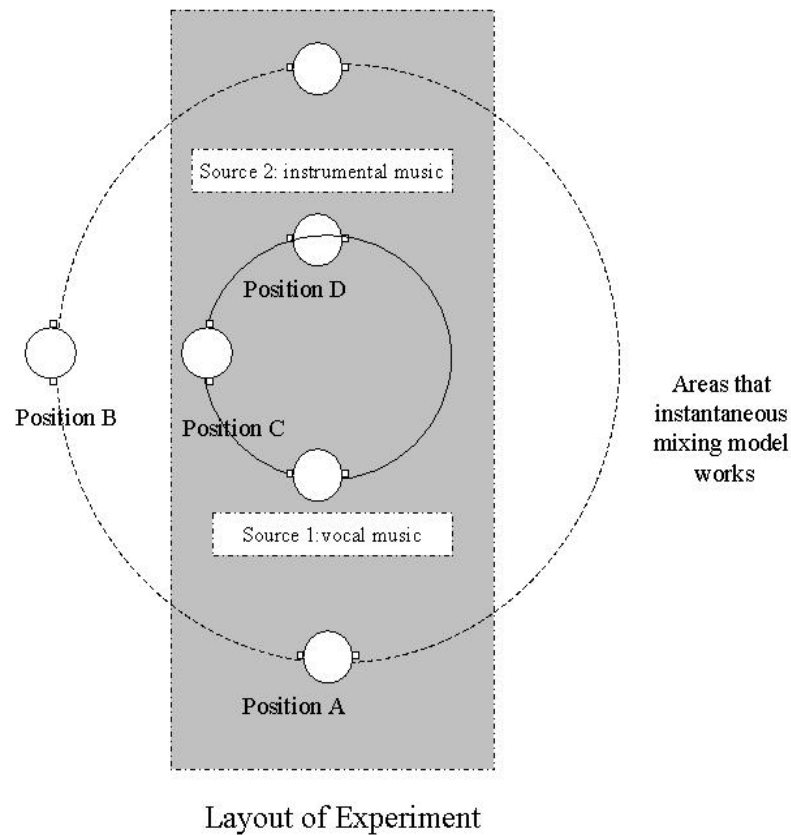 Source 2: instrumental music
Position D
Position B
Position C
Areas that
instantaneous
mixing model
works
Source 1:vocal music
Position A
Layout of Experiment